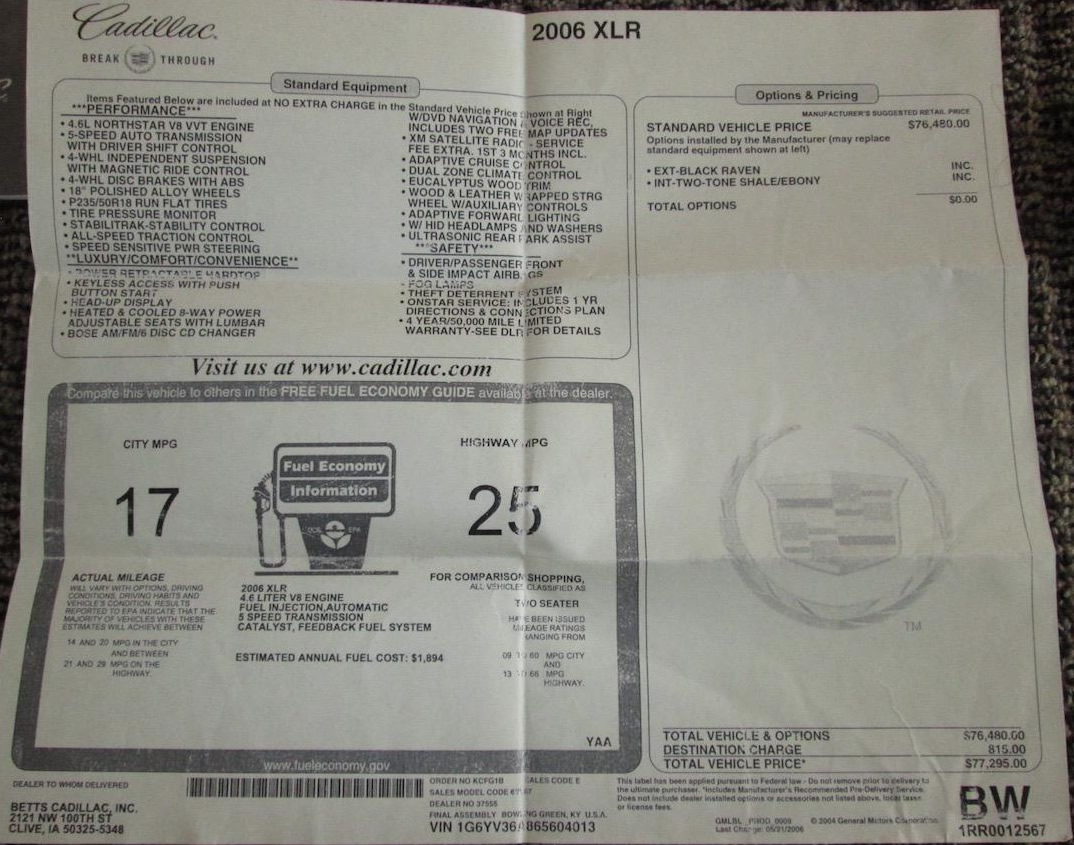 Cadillac.
BREAK THROUGH
2006 XLR
Standard Equipment
Items Featured Below are included at NO EXTRA CHARGE in the Standard Vehicle Price Shown at Right
***PERFORMANCE***
• 4.6L NORTHSTAR V8 VVT ENGINE
• 5-SPEED AUTO TRANSMISSION
WITH DRIVER SHIFT CONTROL
• 4-WHL INDEPENDENT SUSPENSION
WITH MAGNETIC RIDE CONTROL
• 4-WHL DISC BRAKES WITH ABS
• 18" POLISHED ALLOY WHEELS
• P235/50R18 RUN FLAT TIRES
• TIRE PRESSURE MONITOR
• STABILITRAK-STABILITY CONTROL
• ALL-SPEED TRACTION CONTROL
• SPEED SENSITIVE PWR STEERING
**LUXURY/COMFORT/CONVENIENCE**
• POWER RETRACTABLE HARDTOP
• KEYLESS ACCESS WITH PUSH
BUTTON START
• HEAD-UP DISPLAY
• HEATED & COOLED 8-WAY POWER
ADJUSTABLE SEATS WITH LUMBAR
• BOSE AM/FM/6 DISC CD CHANGER
W/DVD NAVIGATION & VOICE REC,
INCLUDES TWO FREE MAP UPDATES
• XM SATELLITE RADIO - SERVICE
FEE EXTRA. 1ST 3 MONTHS INCL.
• ADAPTIVE CRUISE CONTROL
• DUAL ZONE CLIMATE CONTROL
• EUCALYPTUS WOOD TRIM
• WOOD & LEATHER WRAPPED STRG
WHEEL W/AUXILIARY CONTROLS
• ADAPTIVE FORWARD LIGHTING
• W/ HID HEADLAMPS AND WASHERS
• ULTRASONIC REAR PARK ASSIST
***SAFETY***
• DRIVER/PASSENGER FRONT
& SIDE IMPACT AIRBAGS
- FOG LAMPS
• THEFT DETERRENT SYSTEM
• ONSTAR SERVICE: INCLUDES 1 YR
DIRECTIONS & CONNECTIONS PLAN
• 4 YEAR/50,000 MILE LIMITED
WARRANTY-SEE DLR FOR DETAILS
Options & Pricing
MANUFACTURER'S SUGGESTED RETAIL PRICE
STANDARD VEHICLE PRICE $76,480.00
Options installed by the Manufacturer (may replace
standard equipment shown at left)
• EXT-BLACK RAVEN INC.
• INT-TWO-TONE SHALE/EBONY INC.
TOTAL OPTIONS $0.00
Visit us at www.cadillac.com
Compare this vehicle to others in the FREE FUEL ECONOMY GUIDE available at the dealer.
CITY MPG
17
Fuel Economy
Information
DOE EPA
HIGHWAY MPG
25
ACTUAL MILEAGE
WILL VARY WITH OPTIONS, DRIVING
CONDITIONS, DRIVING HABITS AND
VEHICLE'S CONDITION. RESULTS
REPORTED TO EPA INDICATE THAT THE
MAJORITY OF VEHICLES WITH THESE
ESTIMATES WILL ACHIEVE BETWEEN
14 AND 20 MPG IN THE CITY
AND BETWEEN
21 AND 29 MPG ON THE
HIGHWAY.
2006 XLR
4.6 LITER V8 ENGINE
FUEL INJECTION,AUTOMATIC
5 SPEED TRANSMISSION
CATALYST, FEEDBACK FUEL SYSTEM
ESTIMATED ANNUAL FUEL COST: $1,894
FOR COMPARISON SHOPPING,
ALL VEHICLES CLASSIFIED AS
TWO SEATER
HAVE BEEN ISSUED
MILEAGE RATINGS
RANGING FROM
09 TO 60 MPG CITY
AND
13 TO 66 MPG
HIGHWAY.
YAA
www.fueleconomy.gov
TM
TOTAL VEHICLE & OPTIONS $76,480.00
DESTINATION CHARGE 815.00
TOTAL VEHICLE PRICE* $77,295.00
DEALER TO WHOM DELIVERED
BETTS CADILLAC, INC.
2121 NW 100TH ST
CLIVE, IA 50325-5348
ORDER NO KCFG1B SALES CODE E
SALES MODEL CODE
DEALER NO 37555
FINAL ASSEMBLY BOWLING GREEN, KY U.S.A.
VIN 1G6YV36A865604013
This label has been applied pursuant to Federal law - Do not remove prior to delivery to
the ultimate purchaser. *Includes Manufacturer's Recommended Pre-Delivery Service.
Does not include dealer installed options or accessories not listed above, local taxes
or license fees.
GMLBL_PROD_0009
Last Change: 05/21/2006
© 2004 General Motors Corporation
BW
1RR0012567